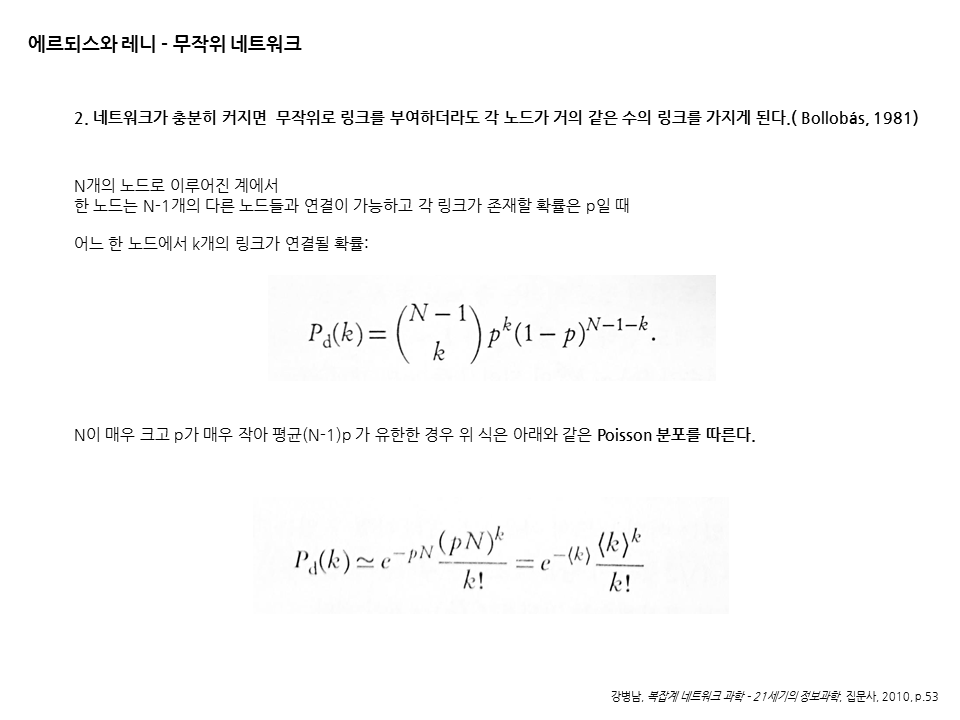 에르되스와 레니 - 무작위 네트워크
2. 네트워크가 충분히 커지면 무작위로 링크를 부여하더라도 각 노드가 거의 같은 수의 링크를 가지게 된다.( Bollobás, 1981)
N개의 노드로 이루어진 계에서
한 노드는 N-1개의 다른 노드들과 연결이 가능하고 각 링크가 존재할 확률은 p일 때
어느 한 노드에서 k개의 링크가 연결될 확률:
P_d(k) = \binom{N-1}{k} p^k (1-p)^{N-1-k}.
N이 매우 크고 p가 매우 작아 평균(N-1)p 가 유한한 경우 위 식은 아래와 같은 Poisson 분포를 따른다.
P_d(k) ≃ e^{-pN} \frac{(pN)^k}{k!} = e^{-⟨k⟩} \frac{⟨k⟩^k}{k!}
강병남, 복잡계 네트워크 과학 - 21세기의 정보과학, 집문사, 2010, p.53